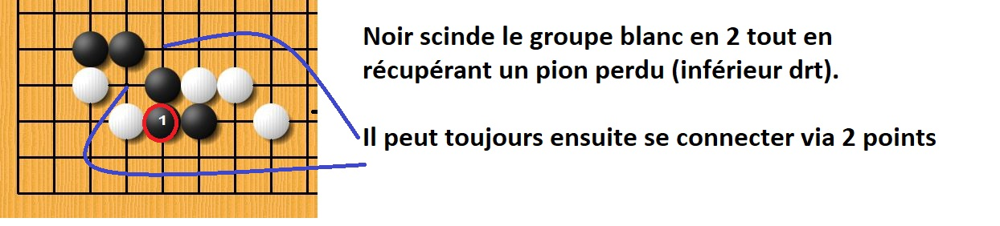 Noir scinde le groupe blanc en 2 tout en
récupérant un pion perdu (inférieur drt).
Il peut toujours ensuite se connecter via 2 points
1